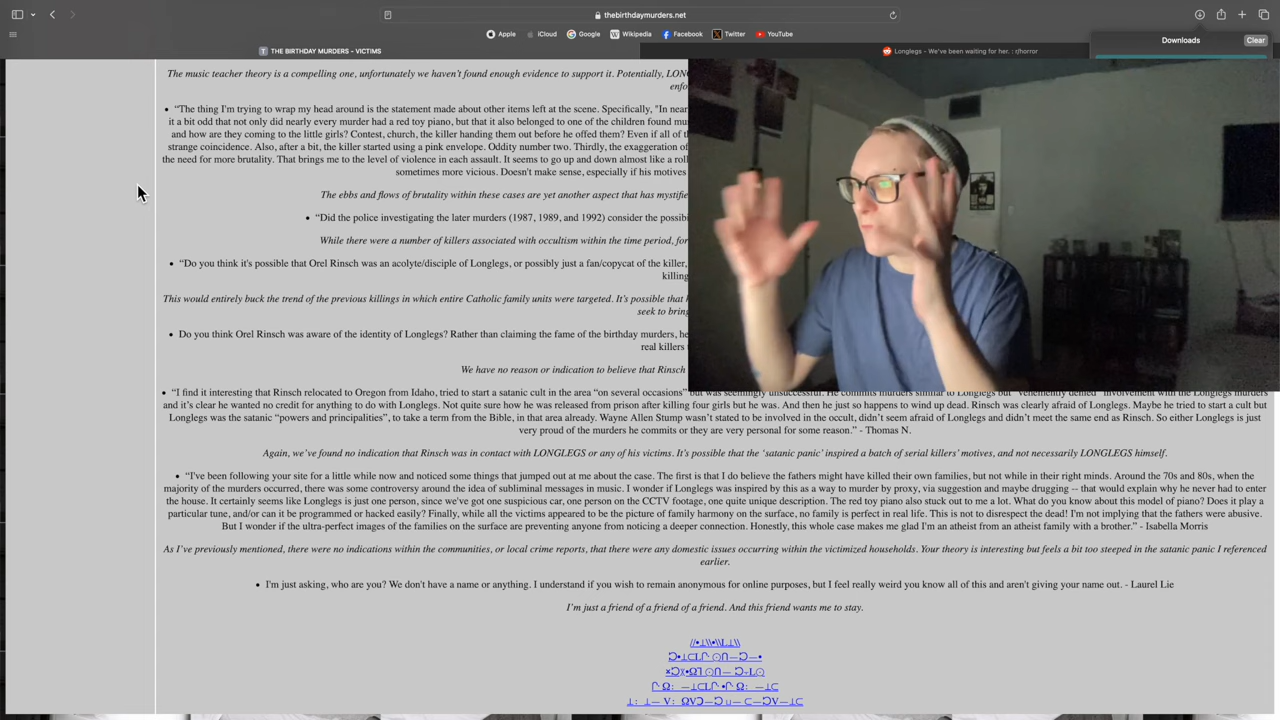 thebirthdaymurders.net
Apple iCloud Google Wikipedia Facebook Twitter YouTube
THE BIRTHDAY MURDERS - VICTIMS
Longlegs - We've been waiting for her. : r/horror
Downloads
Clear
The music teacher theory is a compelling one, unfortunately we haven't found enough evidence to support it. Potentially,
• “The thing I'm trying to wrap my head around is the statement made about other items left at the scene. Specifically, "In
it a bit odd that not only did nearly every murder had a red toy piano, but that it also belonged to one of the children found
and how are they coming to the little girls? Contest, church, the killer handing them out before he offed them? Even if all of
strange coincidence. Also, after a bit, the killer started using a pink envelope. Oddity number two. Thirdly, the exaggeration of
the need for more brutality. That brings me to the level of violence in each assault. It seems to go up and down almost like a
sometimes more vicious. Doesn't make sense, especially if his motives
The ebbs and flows of brutality within these cases are yet another aspect that has
• “Did the police investigating the later murders (1987, 1989, and 1992) consider the
While there were a number of killers associated with occultism within the time period,
• “Do you think it's possible that Orel Rinsch was an acolyte/disciple of Longlegs, or possibly just a fan/copycat of the killer,
killing
This would entirely buck the trend of the previous killings in which entire Catholic family units were targeted. It's possible that
seek to
• Do you think Orel Rinsch was aware of the identity of Longlegs? Rather than claiming the fame of the birthday murders,
real killers
We have no reason or indication to believe that Rinsch
• “I find it interesting that Rinsch relocated to Oregon from Idaho, tried to start a satanic cult in the area “on several occasions” but was seemingly unsuccessful. He commits murders similar to Longlegs but “vehemently denied” involvement with the Longlegs murders
and it's clear he wanted no credit for anything to do with Longlegs. Not quite sure how he was released from prison after killing four girls but he was. And then he just so happens to wind up dead. Rinsch was clearly afraid of Longlegs. Maybe he tried to start a cult but
Longlegs was the satanic “powers and principalities”, to take a term from the Bible, in that area already. Wayne Allen Stump wasn't stated to be involved in the occult, didn't seem afraid of Longlegs and didn't meet the same end as Rinsch. So either Longlegs is just
very proud of the murders he commits or they are very personal for some reason.” - Thomas N.
Again, we've found no indication that Rinsch was in contact with LONGLEGS or any of his victims. It's possible that the ‘satanic panic’ inspired a batch of serial killers' motives, and not necessarily LONGLEGS himself.
• “I've been following your site for a little while now and noticed some things that jumped out at me about the case. The first is that I do believe the fathers might have killed their own families, but not while in their right minds. Around the 70s and 80s, when the
majority of the murders occurred, there was some controversy around the idea of subliminal messages in music. I wonder if Longlegs was inspired by this as a way to murder by proxy, via suggestion and maybe drugging -- that would explain why he never had to enter
the house. It certainly seems like Longlegs is just one person, since we've got one suspicious car, one person on the CCTV footage, one quite unique description. The red toy piano also stuck out to me a lot. What do you know about this model of piano? Does it play a
particular tune, and/or can it be programmed or hacked easily? Finally, while all the victims appeared to be the picture of family harmony on the surface, no family is perfect in real life. This is not to disrespect the dead! I'm not implying that the fathers were abusive.
But I wonder if the ultra-perfect images of the families on the surface are preventing anyone from noticing a deeper connection. Honestly, this whole case makes me glad I'm an atheist from an atheist family with a brother.” - Isabella Morris
As I've previously mentioned, there were no indications within the communities, or local crime reports, that there were any domestic issues occurring within the victimized households. Your theory is interesting but feels a bit too steeped in the satanic panic I referenced
earlier.
• I'm just asking, who are you? We don't have a name or anything. I understand if you wish to remain anonymous for online purposes, but I feel really weird you know all of this and aren't giving your name out. - Laurel Lie
I'm just a friend of a friend of a friend. And this friend wants me to stay.